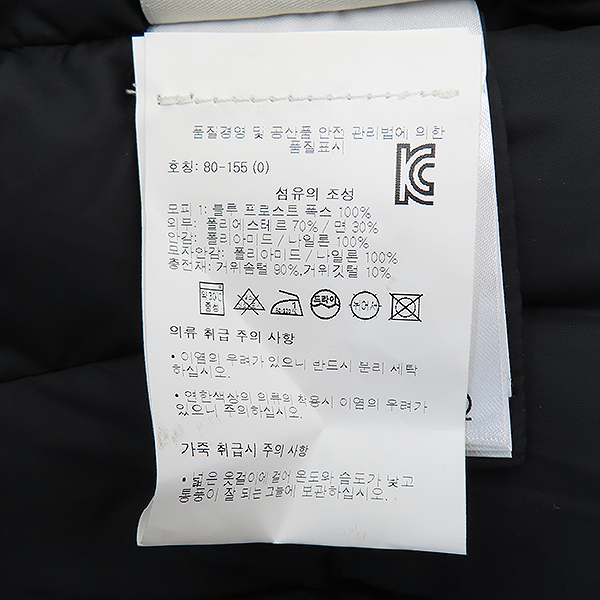 품질경영 및 공산품 안전 관리법에 의한
품질표시
호칭: 80-155 (0)
KC
섬유의 조성
모피 1: 블루 프로스트 폭스 100%
외부: 폴리에스테르 70% / 면 30%
안감: 폴리아미드 / 나일론 100%
모자안감: 폴리아미드 / 나일론 100%
충전재: 거위솜털 90%, 거위깃털 10%
약 30℃
중성
드라이
의류 취급 주의 사항
• 이염의 우려가 있으니 반드시 분리 세탁
하십시오.
• 연한색상의 의류의 착용시 이염의 우려가
있으니 주의하십시오.
가죽 취급시 주의 사항
• 넓은 옷걸이에 걸어 온도와 습도가 낮고
통풍이 잘 되는 그늘에 보관하십시오.